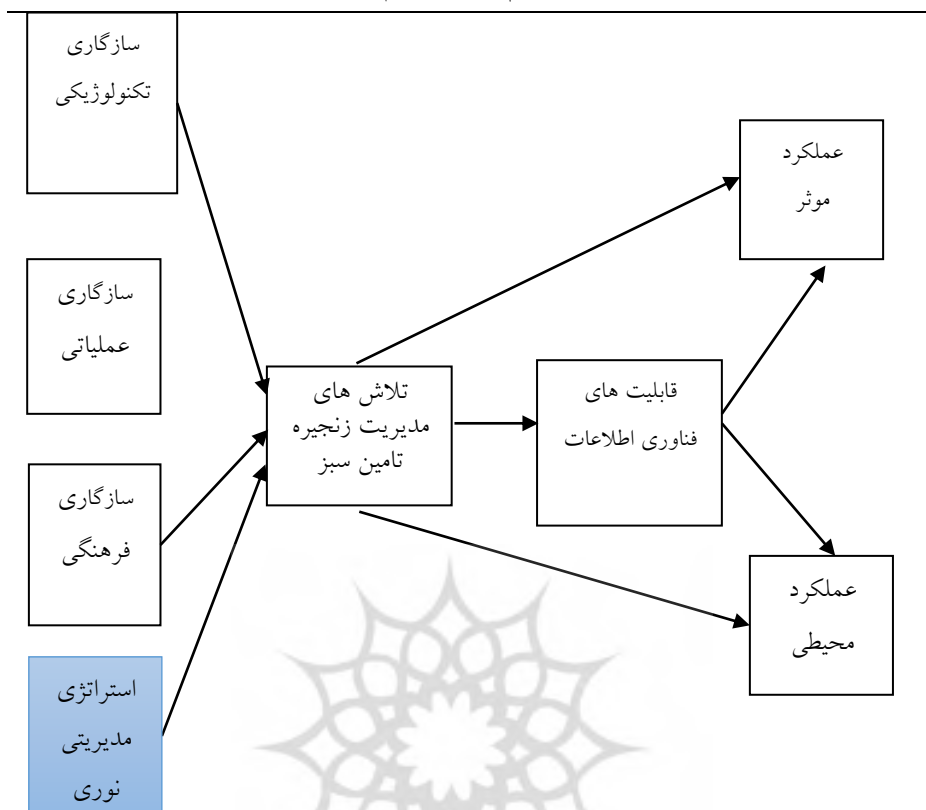 سازگاری
تکنولوژیکی
عملکرد
موثر
سازگاری
عملیاتی
تلاش های
مدیریت زنجیره
تامین سبز
قابلیت های
فناوری اطلاعات
سازگاری
فرهنگی
عملکرد
محیطی
استراتژی
مدیریتی
نوری